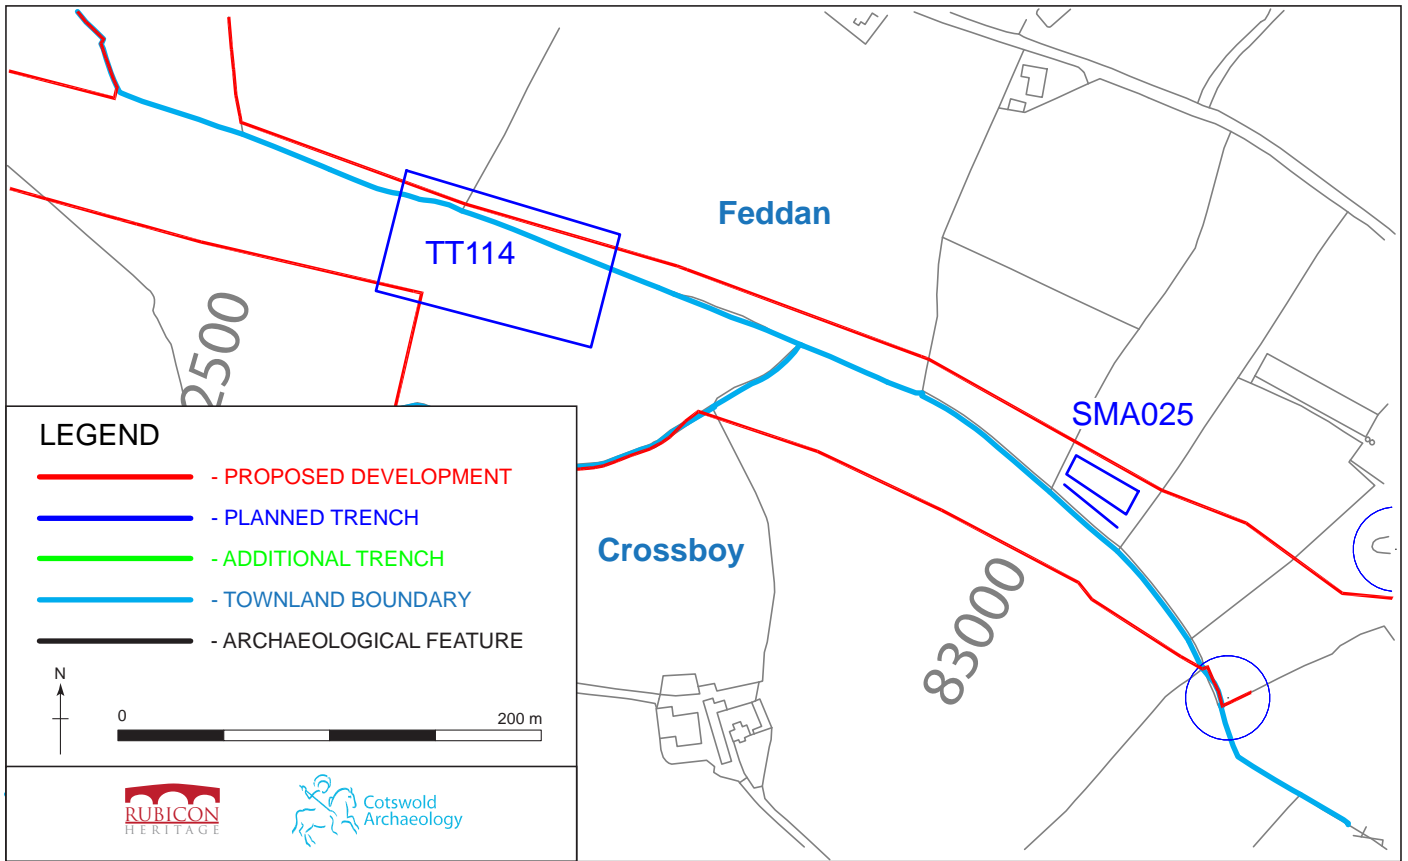 Feddan
TT114
2500
SMA025
Crossboy
83000
LEGEND
- PROPOSED DEVELOPMENT
- PLANNED TRENCH
- ADDITIONAL TRENCH
- TOWNLAND BOUNDARY
- ARCHAEOLOGICAL FEATURE
N
0
200 m
RUBICON
HERITAGE
Cotswold
Archaeology